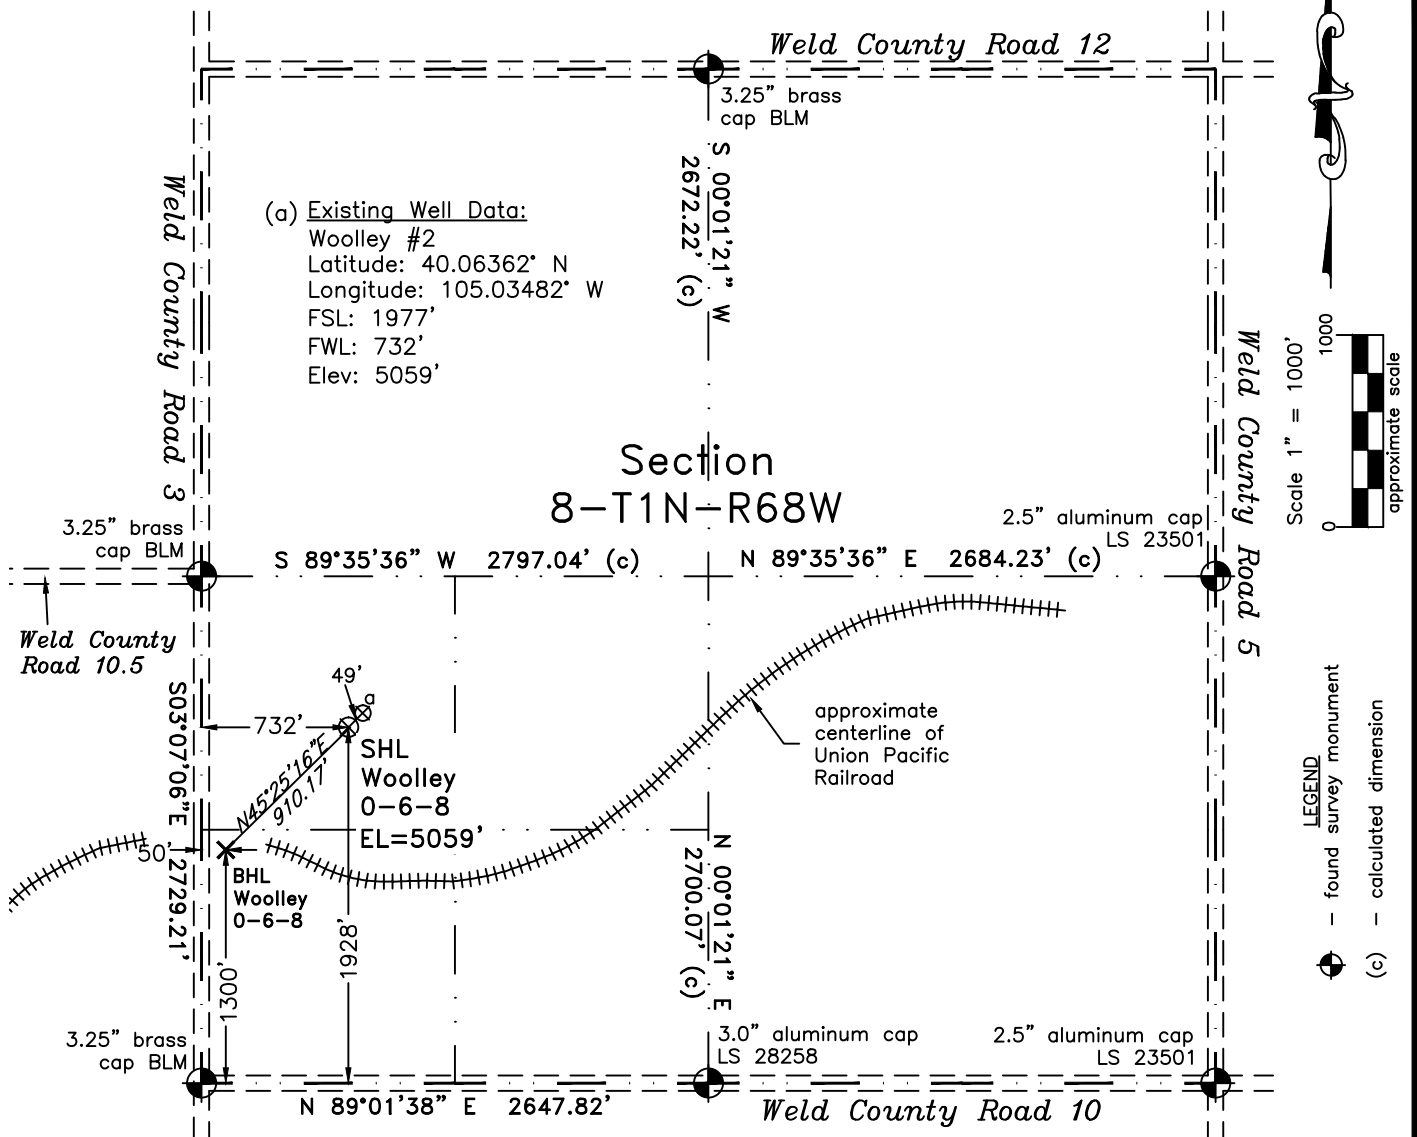 Weld County Road 12
3.25" brass
cap BLM
S 00°01'21" W
2672.22' (c)
Weld County Road 3
(a) Existing Well Data:
Woolley #2
Latitude: 40.06362° N
Longitude: 105.03482° W
FSL: 1977'
FWL: 732'
Elev: 5059'
Section
8-T1N-R68W
Weld County Road 5
Scale 1" = 1000'
0
1000
approximate scale
3.25" brass
cap BLM
2.5" aluminum cap
LS 23501
S 89°35'36" W 2797.04' (c)
N 89°35'36" E 2684.23' (c)
Weld County
Road 10.5
S03°07'06"E 2729.21'
49'
a
732'
N45°25'16"E
910.17'
SHL
Woolley
0-6-8
EL=5059'
approximate
centerline of
Union Pacific
Railroad
50'
BHL
Woolley
0-6-8
1300'
1928'
N 00°01'21" E
2700.07' (c)
LEGEND
- found survey monument
(c) - calculated dimension
3.25" brass
cap BLM
3.0" aluminum cap
LS 28258
2.5" aluminum cap
LS 23501
N 89°01'38" E 2647.82'
Weld County Road 10